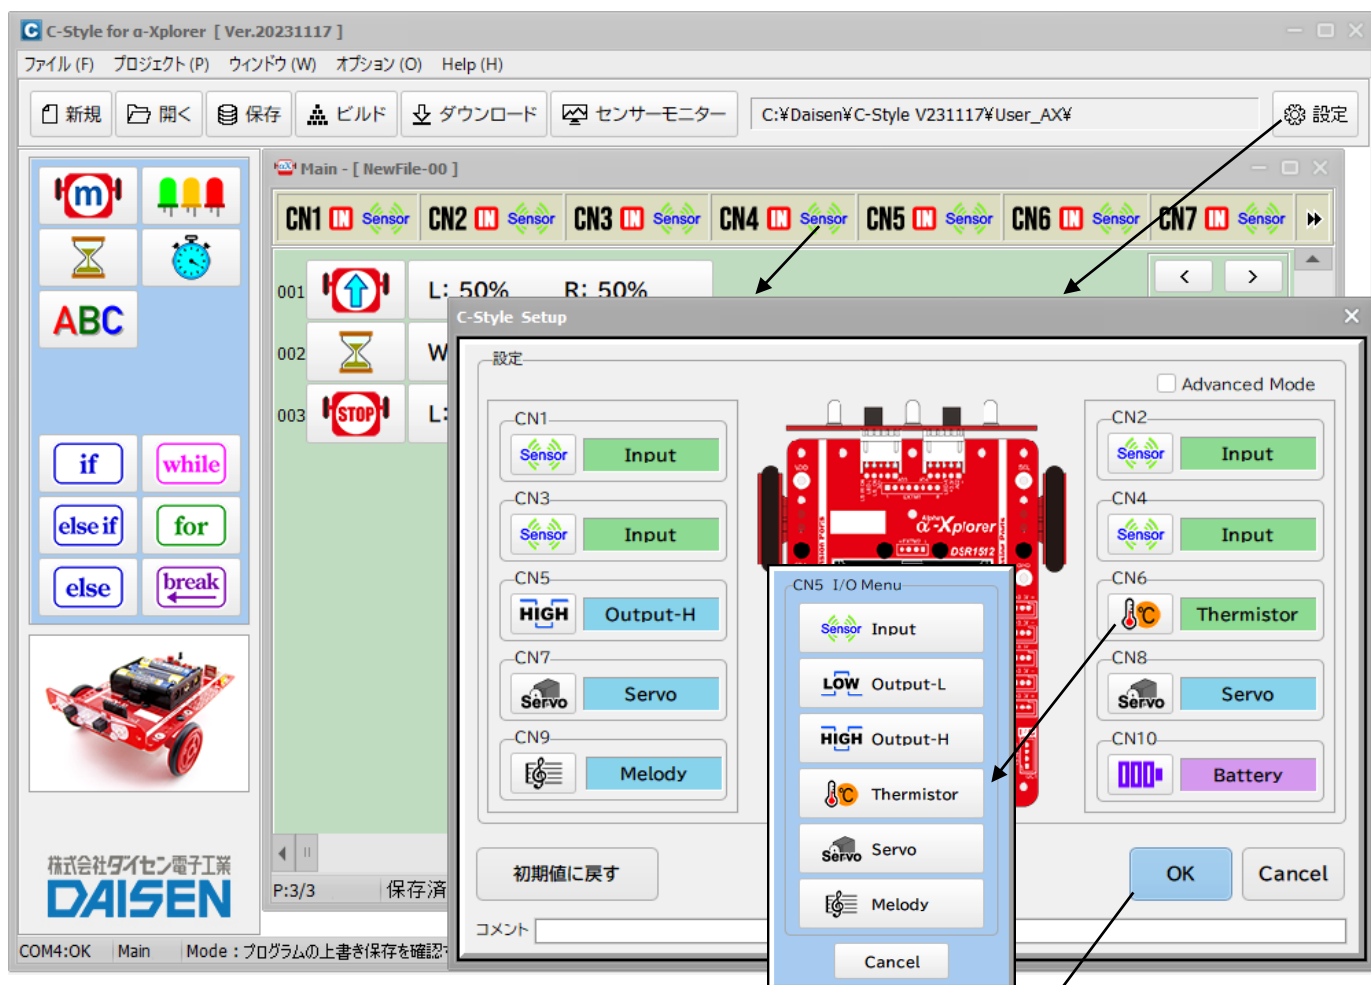 C-Style for α-Xplorer [ Ver.20231117 ]
ファイル(F) プロジェクト(P) ウィンドウ(W) オプション(O) Help(H)
新規 開く 保存 ビルド ダウンロード センサーモニター C:¥Daisen¥C-Style V231117¥User_AX¥ 設定
Main - [ NewFile-00 ]
CN1 IN Sensor CN2 IN Sensor CN3 IN Sensor CN4 IN Sensor CN5 IN Sensor CN6 IN Sensor CN7 IN Sensor
m
ABC
if while
else if for
else break
001 L: 50% R: 50%
002 W
003 STOP L:
< >
C-Style Setup
設定
Advanced Mode
CN1
Sensor Input
CN2
Sensor Input
CN3
Sensor Input
CN4
Sensor Input
CN5
HIGH Output-H
CN6
℃ Thermistor
CN7
Servo Servo
CN8
Servo Servo
CN9
Melody
CN10
Battery
α-Xplorer
DSR1512
CN5 I/O Menu
Sensor Input
LOW Output-L
HIGH Output-H
℃ Thermistor
Servo Servo
Melody
Cancel
初期値に戻す OK Cancel
コメント
株式会社ダイセン電子工業
DAISEN
P:3/3 保存済
COM4:OK Main Mode : プログラムの上書き保存を確認